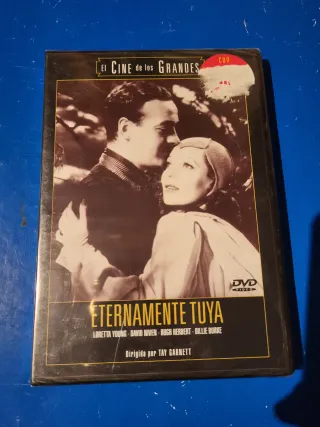 El CINE de los GRANDES
DVD
VIDEO
ETERNAMENTE TUYA
LORETTA YOUNG · DAVID NIVEN · HUGH HERBERT · BILLIE BURKE
Dirigida por TAY GARNETT